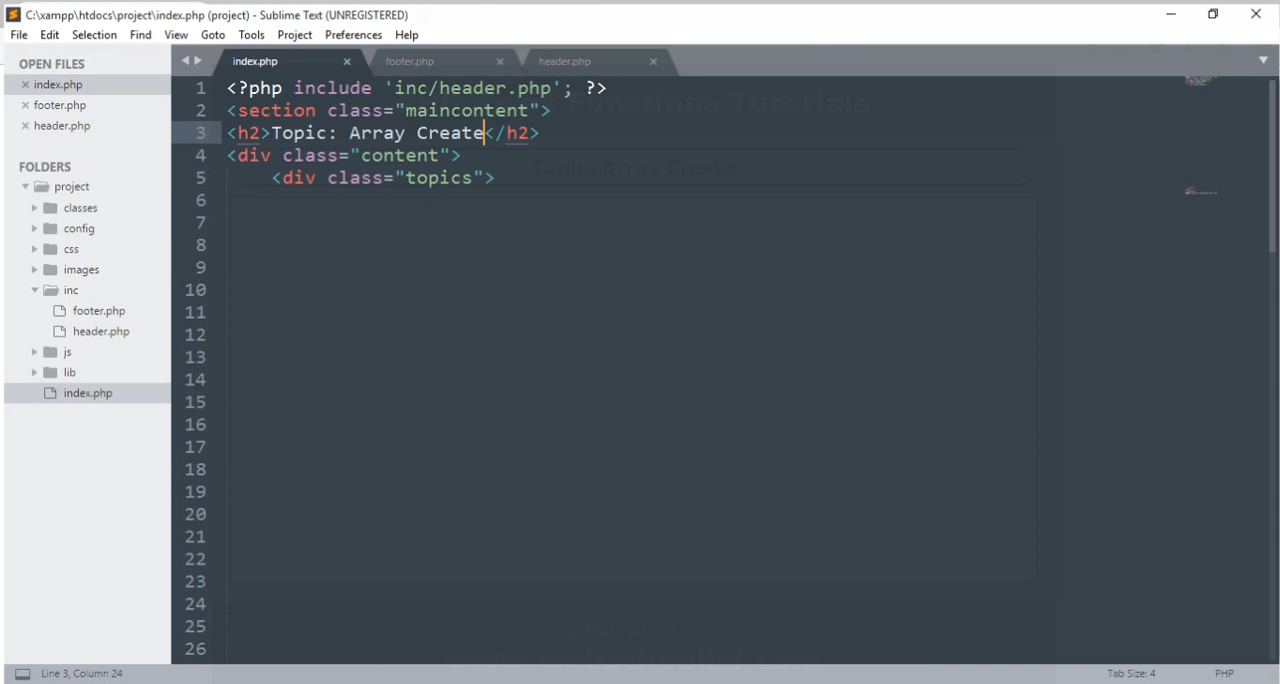 C:\xampp\htdocs\project\index.php (project) - Sublime Text (UNREGISTERED)
File Edit Selection Find View Goto Tools Project Preferences Help
OPEN FILES
index.php
footer.php
header.php
FOLDERS
project
classes
config
css
images
inc
footer.php
header.php
js
lib
index.php
index.php footer.php header.php
1 <?php include 'inc/header.php'; ?>
2 <section class="maincontent">
3 <h2>Topic: Array Create</h2>
4 <div class="content">
5 <div class="topics">
6
7
8
9
10
11
12
13
14
15
16
17
18
19
20
21
22
23
24
25
26
Functions Tutorials
Topic: Array Create
Line 3, Column 24
Tab Size: 4
PHP